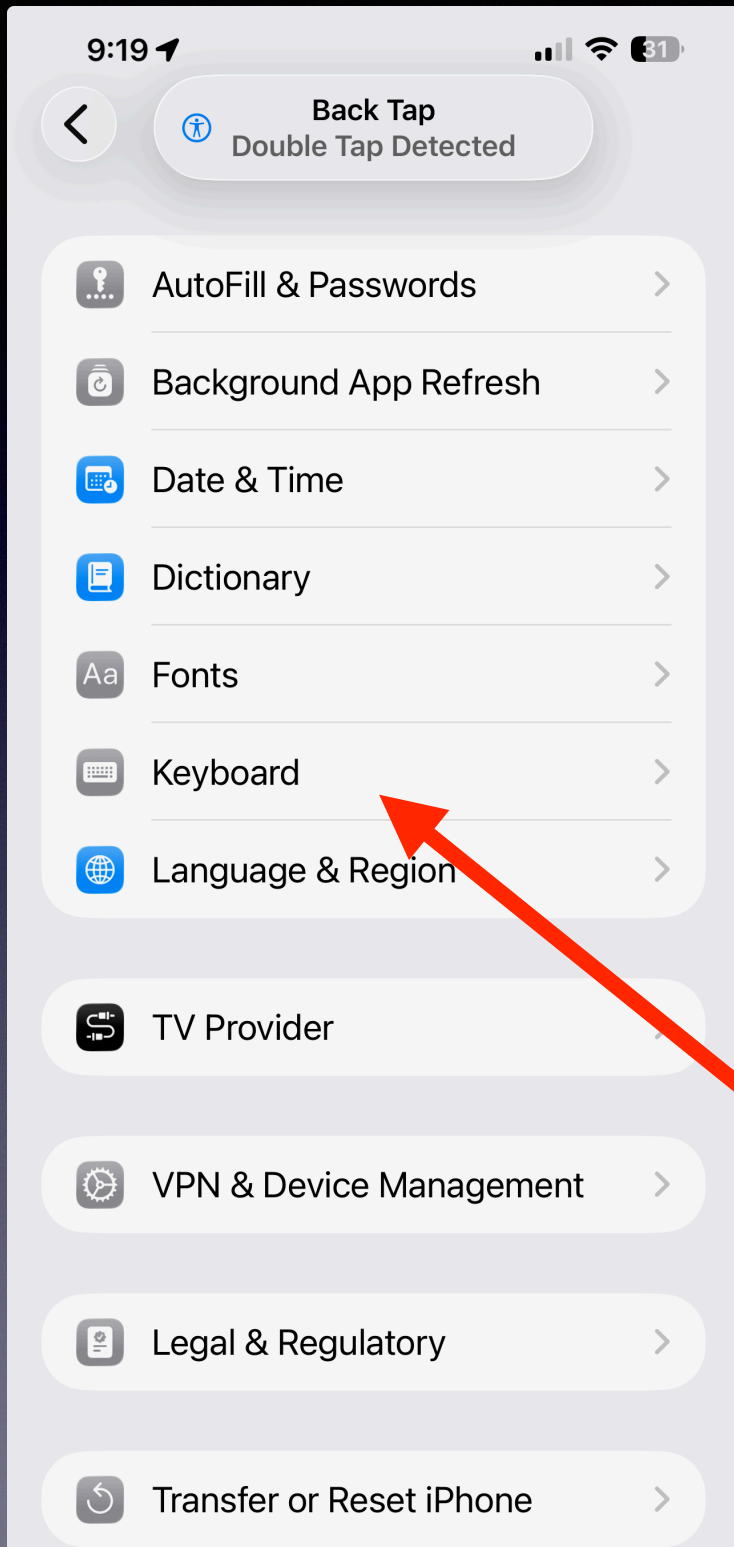 9:19
31
Back Tap
Double Tap Detected
AutoFill & Passwords
Background App Refresh
Date & Time
Dictionary
Aa
Fonts
Keyboard
Language & Region
TV Provider
VPN & Device Management
Legal & Regulatory
Transfer or Reset iPhone